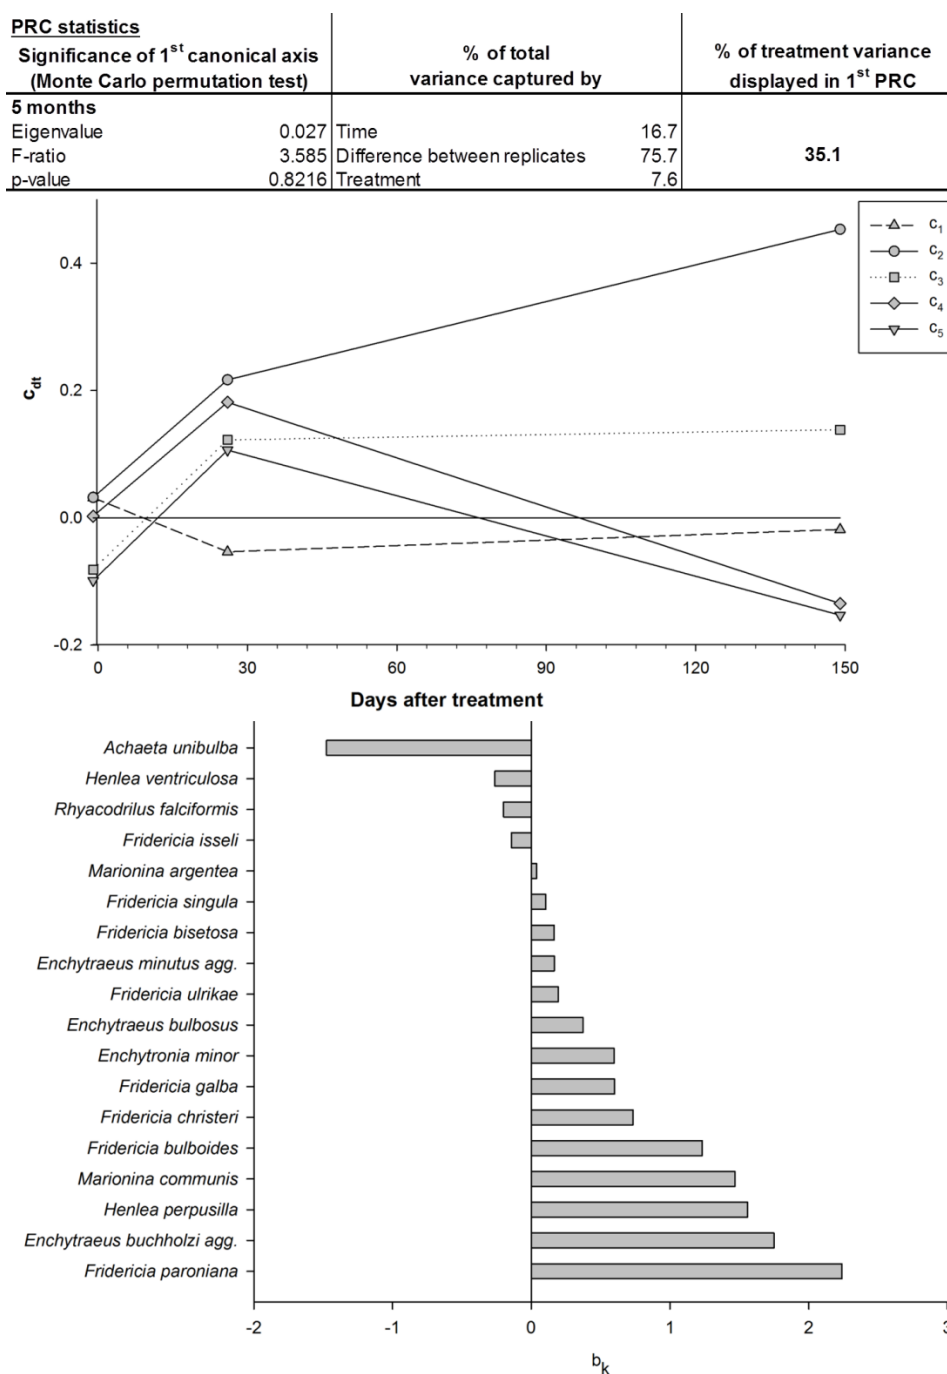 PRC statistics
Significance of 1st canonical axis
(Monte Carlo permutation test)
% of total
variance captured by
% of treatment variance
displayed in 1st PRC
5 months
Eigenvalue 0.027 Time 16.7
F-ratio 3.585 Difference between replicates 75.7 35.1
p-value 0.8216 Treatment 7.6
c1
c2
c3
c4
c5
0.4
0.2
0.0
-0.2
cdt
0 30 60 90 120 150
Days after treatment
Achaeta unibulba
Henlea ventriculosa
Rhyacodrilus falciformis
Fridericia isseli
Marionina argentea
Fridericia singula
Fridericia bisetosa
Enchytraeus minutus agg.
Fridericia ulrikae
Enchytraeus bulbosus
Enchytronia minor
Fridericia galba
Fridericia christeri
Fridericia bulboides
Marionina communis
Henlea perpusilla
Enchytraeus buchholzi agg.
Fridericia paroniana
-2 -1 0 1 2 3
bk